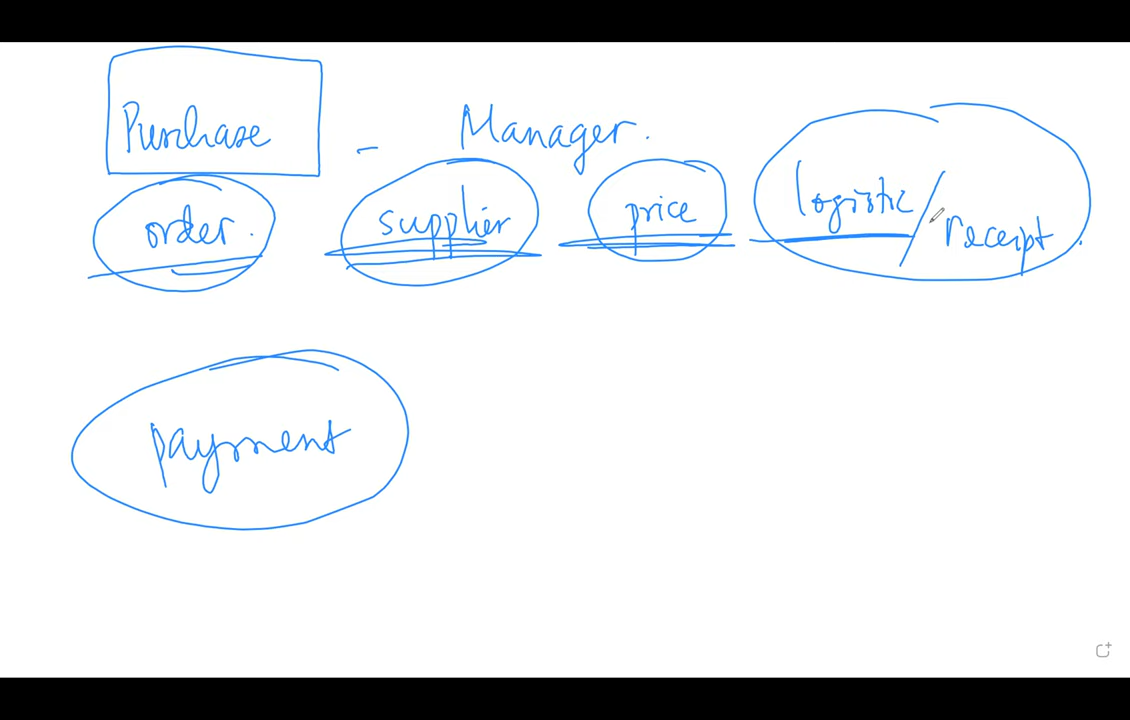 Purchase - Manager.
order. supplier price logistic/receipt
payment